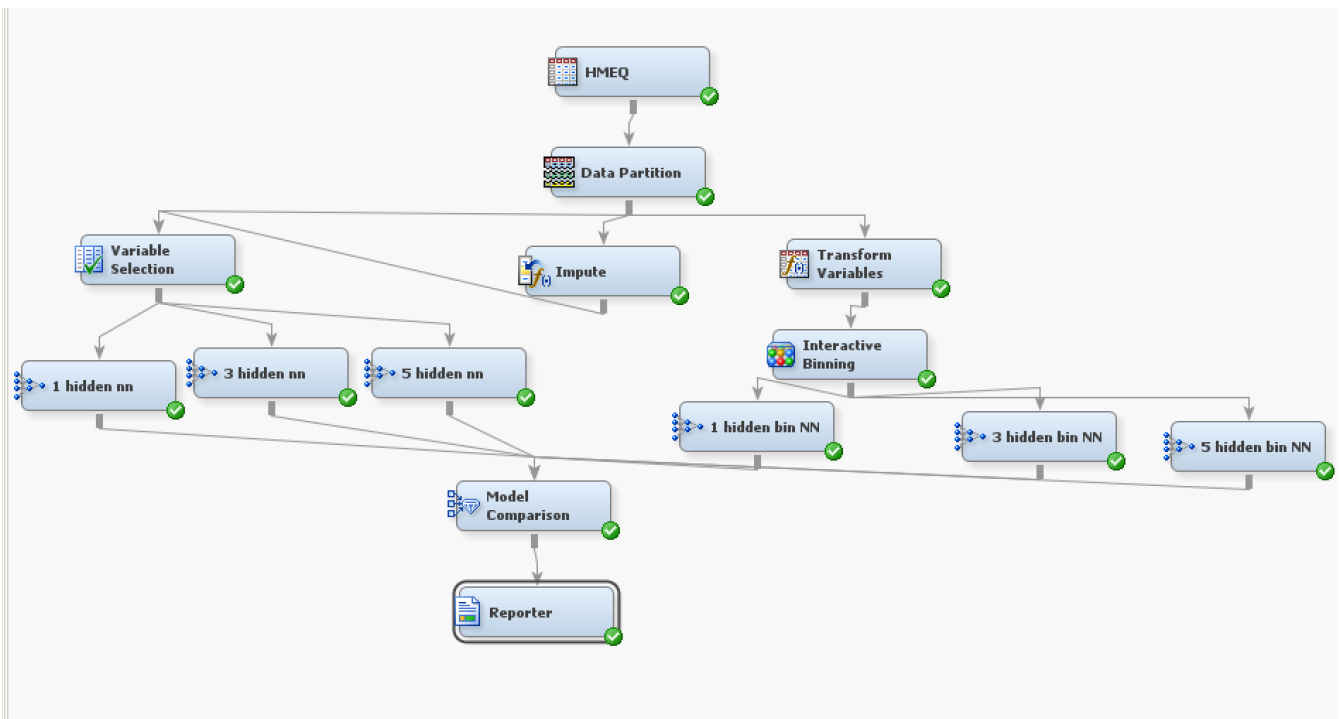 HMEQ
Data Partition
Variable
Selection
Impute
Transform
Variables
Interactive
Binning
1 hidden nn
3 hidden nn
5 hidden nn
1 hidden bin NN
3 hidden bin NN
5 hidden bin NN
Model
Comparison
Reporter